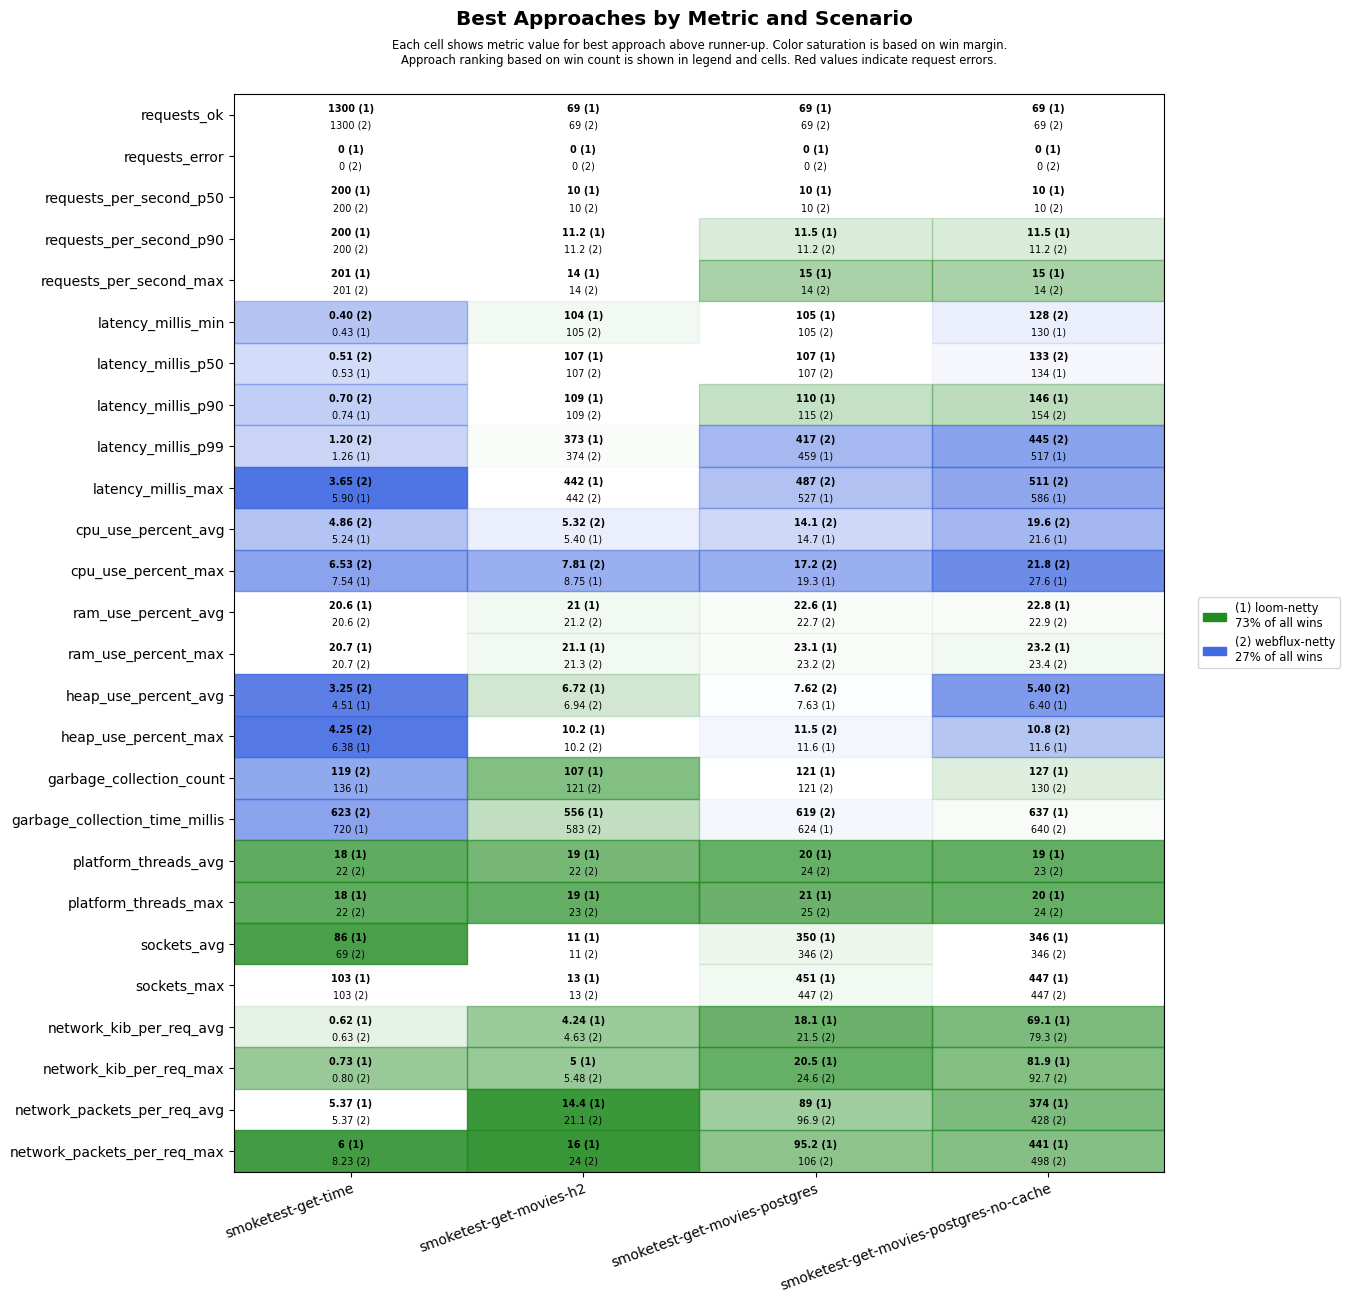 Best Approaches by Metric and Scenario
Each cell shows metric value for best approach above runner-up. Color saturation is based on win margin.
Approach ranking based on win count is shown in legend and cells. Red values indicate request errors.
requests_ok
1300 (1) 69 (1) 69 (1) 69 (1)
1300 (2) 69 (2) 69 (2) 69 (2)
requests_error
0 (1) 0 (1) 0 (1) 0 (1)
0 (2) 0 (2) 0 (2) 0 (2)
requests_per_second_p50
200 (1) 10 (1) 10 (1) 10 (1)
200 (2) 10 (2) 10 (2) 10 (2)
requests_per_second_p90
200 (1) 11.2 (1) 11.5 (1) 11.5 (1)
200 (2) 11.2 (2) 11.2 (2) 11.2 (2)
requests_per_second_max
201 (1) 14 (1) 15 (1) 15 (1)
201 (2) 14 (2) 14 (2) 14 (2)
latency_millis_min
0.40 (2) 104 (1) 105 (1) 128 (2)
0.43 (1) 105 (2) 105 (2) 130 (1)
latency_millis_p50
0.51 (2) 107 (1) 107 (1) 133 (2)
0.53 (1) 107 (2) 107 (2) 134 (1)
latency_millis_p90
0.70 (2) 109 (1) 110 (1) 146 (1)
0.74 (1) 109 (2) 115 (2) 154 (2)
latency_millis_p99
1.20 (2) 373 (1) 417 (2) 445 (2)
1.26 (1) 374 (2) 459 (1) 517 (1)
latency_millis_max
3.65 (2) 442 (1) 487 (2) 511 (2)
5.90 (1) 442 (2) 527 (1) 586 (1)
cpu_use_percent_avg
4.86 (2) 5.32 (2) 14.1 (2) 19.6 (2)
5.24 (1) 5.40 (1) 14.7 (1) 21.6 (1)
cpu_use_percent_max
6.53 (2) 7.81 (2) 17.2 (2) 21.8 (2)
7.54 (1) 8.75 (1) 19.3 (1) 27.6 (1)
ram_use_percent_avg
20.6 (1) 21 (1) 22.6 (1) 22.8 (1)
20.6 (2) 21.2 (2) 22.7 (2) 22.9 (2)
ram_use_percent_max
20.7 (1) 21.1 (1) 23.1 (1) 23.2 (1)
20.7 (2) 21.3 (2) 23.2 (2) 23.4 (2)
heap_use_percent_avg
3.25 (2) 6.72 (1) 7.62 (2) 5.40 (2)
4.51 (1) 6.94 (2) 7.63 (1) 6.40 (1)
heap_use_percent_max
4.25 (2) 10.2 (1) 11.5 (2) 10.8 (2)
6.38 (1) 10.2 (2) 11.6 (1) 11.6 (1)
garbage_collection_count
119 (2) 107 (1) 121 (1) 127 (1)
136 (1) 121 (2) 121 (2) 130 (2)
garbage_collection_time_millis
623 (2) 556 (1) 619 (2) 637 (1)
720 (1) 583 (2) 624 (1) 640 (2)
platform_threads_avg
18 (1) 19 (1) 20 (1) 19 (1)
22 (2) 22 (2) 24 (2) 23 (2)
platform_threads_max
18 (1) 19 (1) 21 (1) 20 (1)
22 (2) 23 (2) 25 (2) 24 (2)
sockets_avg
86 (1) 11 (1) 350 (1) 346 (1)
69 (2) 11 (2) 346 (2) 346 (2)
sockets_max
103 (1) 13 (1) 451 (1) 447 (1)
103 (2) 13 (2) 447 (2) 447 (2)
network_kib_per_req_avg
0.62 (1) 4.24 (1) 18.1 (1) 69.1 (1)
0.63 (2) 4.63 (2) 21.5 (2) 79.3 (2)
network_kib_per_req_max
0.73 (1) 5 (1) 20.5 (1) 81.9 (1)
0.80 (2) 5.48 (2) 24.6 (2) 92.7 (2)
network_packets_per_req_avg
5.37 (1) 14.4 (1) 89 (1) 374 (1)
5.37 (2) 21.1 (2) 96.9 (2) 428 (2)
network_packets_per_req_max
6 (1) 16 (1) 95.2 (1) 441 (1)
8.23 (2) 24 (2) 106 (2) 498 (2)
smoketest-get-time
smoketest-get-movies-h2
smoketest-get-movies-postgres
smoketest-get-movies-postgres-no-cache
(1) loom-netty
73% of all wins
(2) webflux-netty
27% of all wins